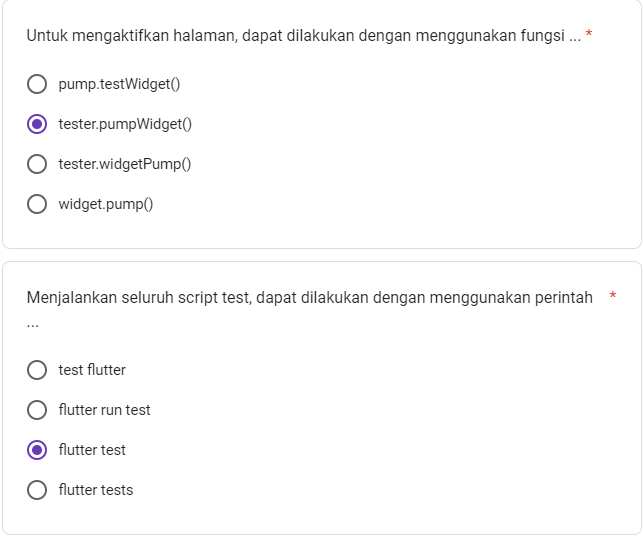 Untuk mengaktifkan halaman, dapat dilakukan dengan menggunakan fungsi ... *
pump.testWidget()
tester.pumpWidget()
tester.widgetPump()
widget.pump()
Menjalankan seluruh script test, dapat dilakukan dengan menggunakan perintah *
...
test flutter
flutter run test
flutter test
flutter tests